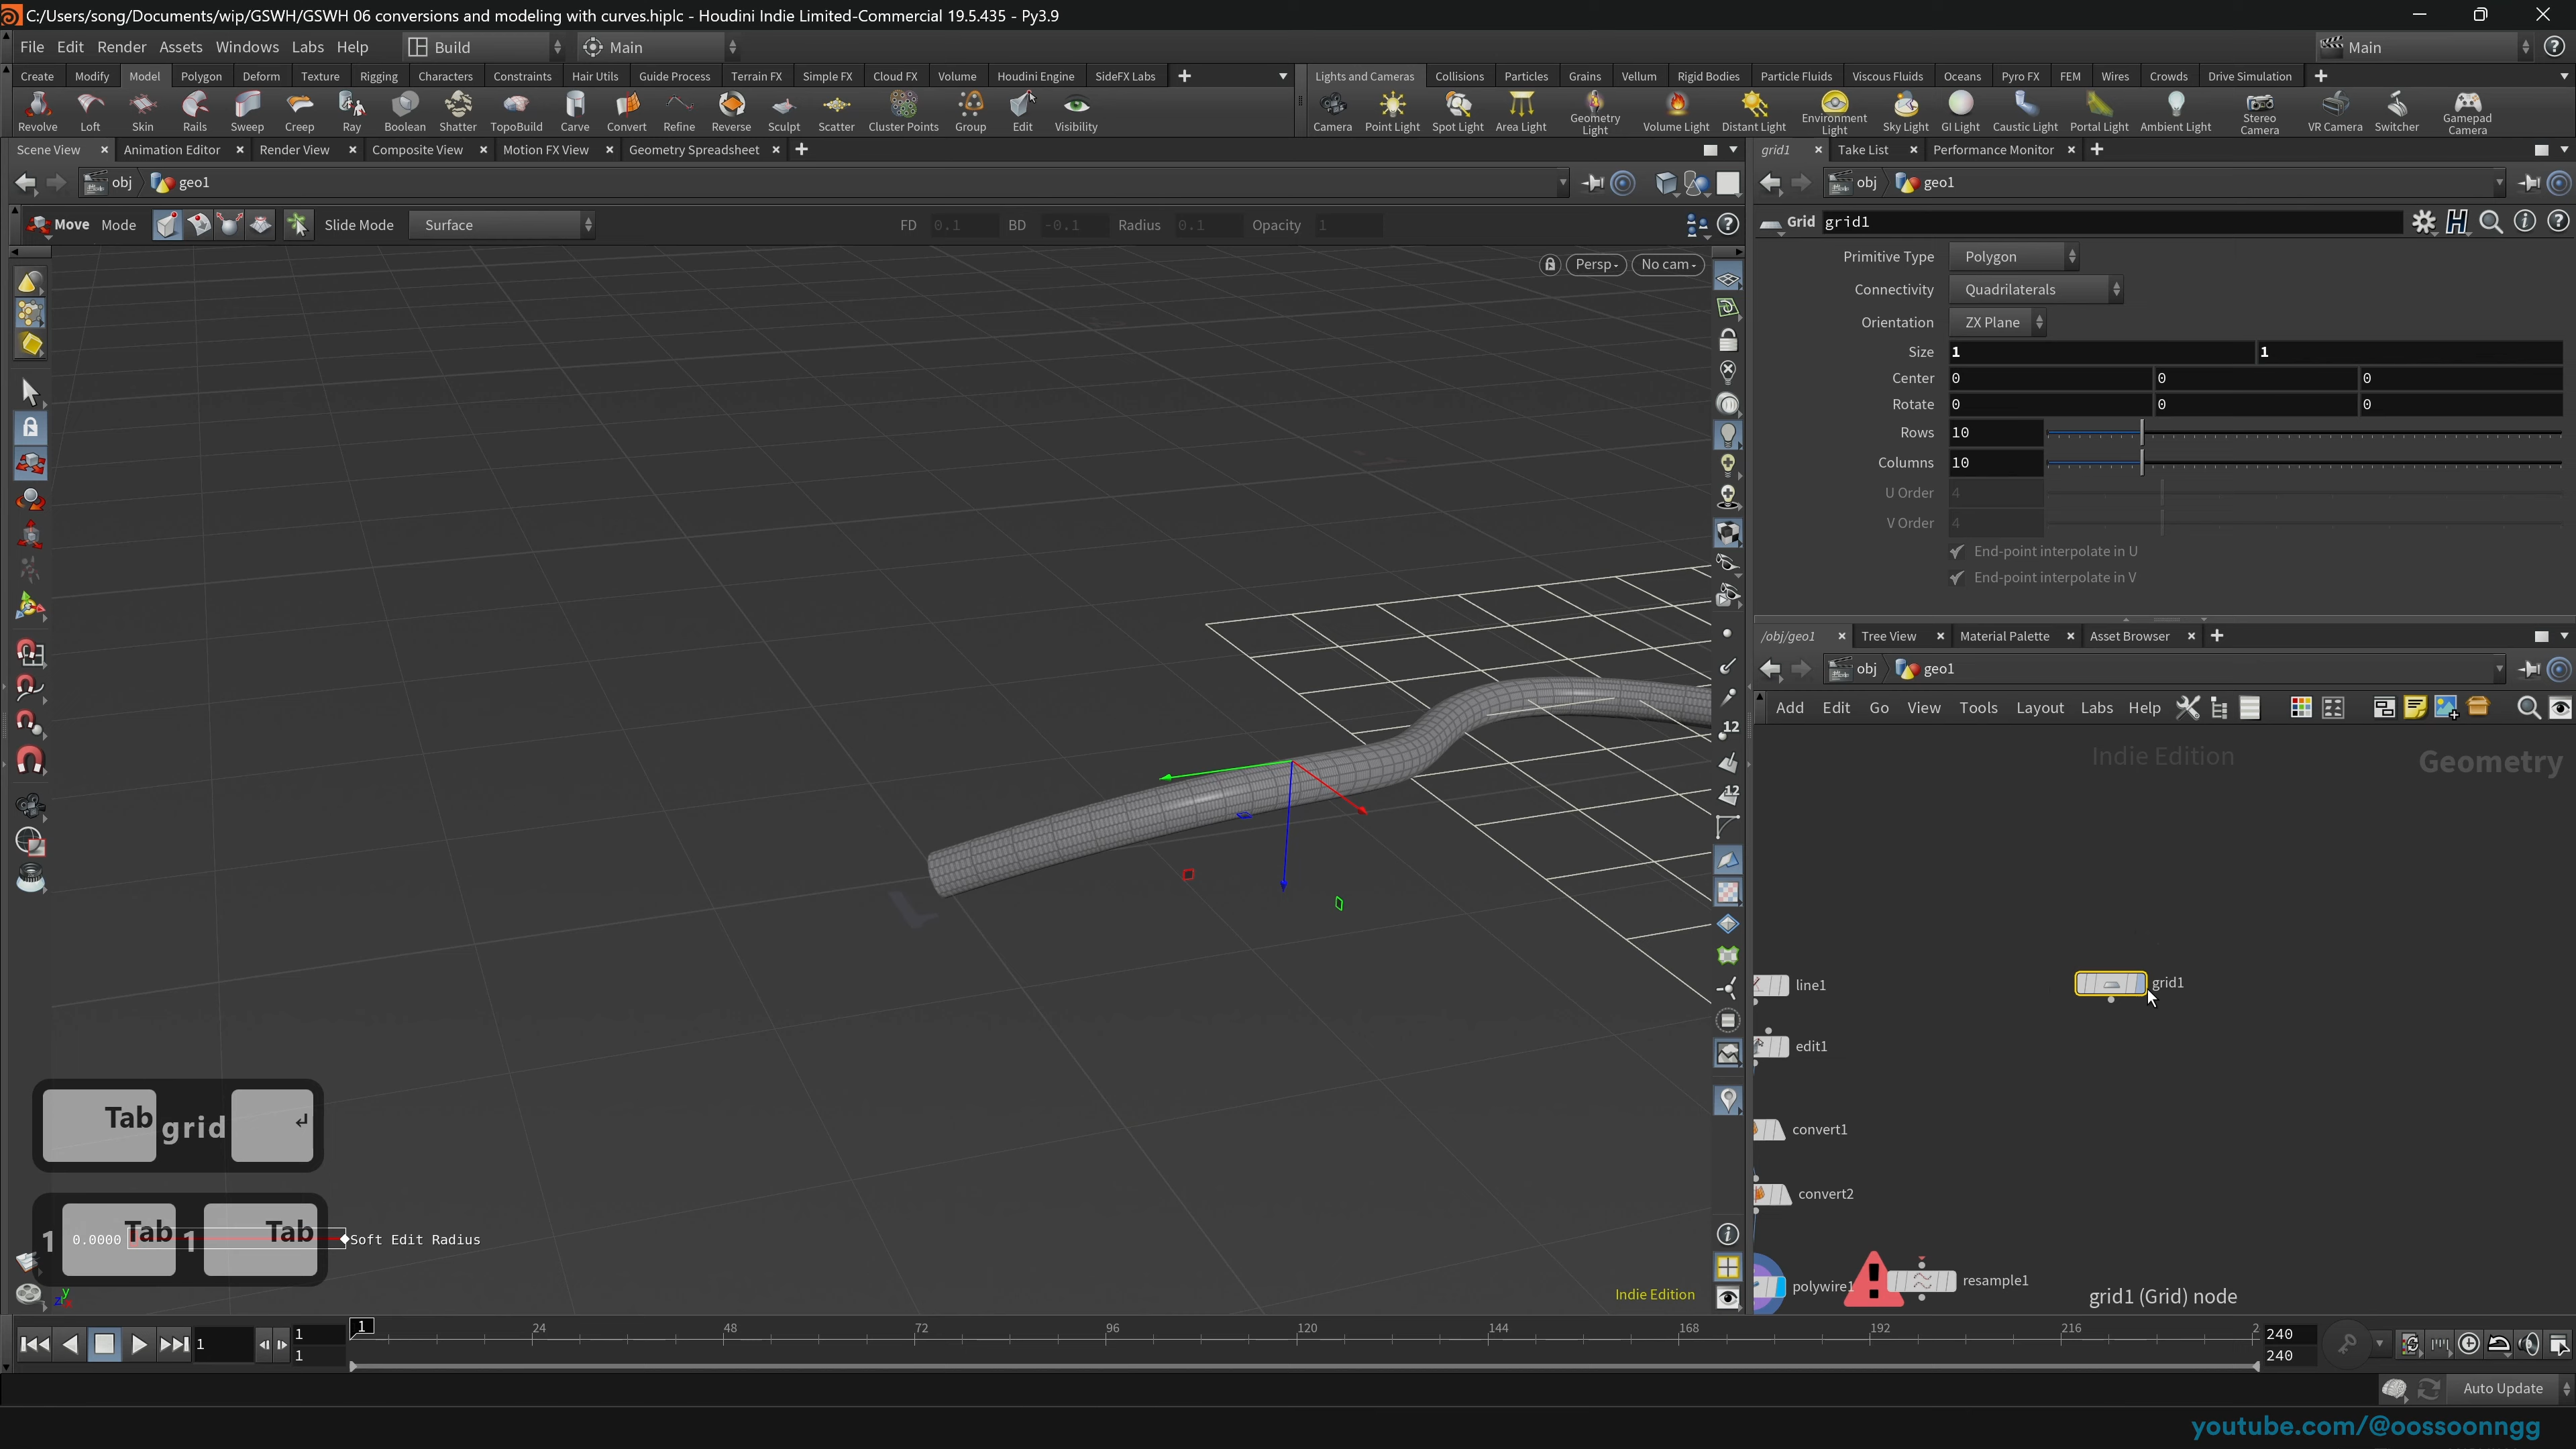 C:/Users/song/Documents/wip/GSWH/GSWH 06 conversions and modeling with curves.hiplc - Houdini Indie Limited-Commercial 19.5.435 - Py3.9
File Edit Render Assets Windows Labs Help Build Main Main
Create Modify Model Polygon Deform Texture Rigging Characters Constraints Hair Utils Guide Process Terrain FX Simple FX Cloud FX Volume Houdini Engine SideFX Labs
Lights and Cameras Collisions Particles Grains Vellum Rigid Bodies Particle Fluids Viscous Fluids Oceans Pyro FX FEM Wires Crowds Drive Simulation
Revolve Loft Skin Rails Sweep Creep Ray Boolean Shatter TopoBuild Carve Convert Refine Reverse Sculpt Scatter Cluster Points Group Edit Visibility
Camera Point Light Spot Light Area Light Geometry Light Volume Light Distant Light Environment Light Sky Light GI Light Caustic Light Portal Light Ambient Light Stereo Camera VR Camera Switcher Gamepad Camera
Scene View Animation Editor Render View Composite View Motion FX View Geometry Spreadsheet
grid1 Take List Performance Monitor
obj geo1
obj geo1
Move Mode Slide Mode Surface FD 0.1 BD -0.1 Radius 0.1 Opacity 1
Grid grid1
Persp No cam
Primitive Type Polygon
Connectivity Quadrilaterals
Orientation ZX Plane
Size 1 1
Center 0 0 0
Rotate 0 0 0
Rows 10
Columns 10
U Order 4
V Order 4
End-point interpolate in U
End-point interpolate in V
/obj/geo1 Tree View Material Palette Asset Browser
obj geo1
Add Edit Go View Tools Layout Labs Help
12
12
Indie Edition
Geometry
line1
grid1
edit1
convert1
convert2
polywire1
resample1
grid1 (Grid) node
Tab grid
1 Tab 1 Tab
0.0000 Soft Edit Radius
z y x
Indie Edition
1 1 1
1 24 48 72 96 120 144 168 192 216 2
240
240
Auto Update
youtube.com/@oossoonngg